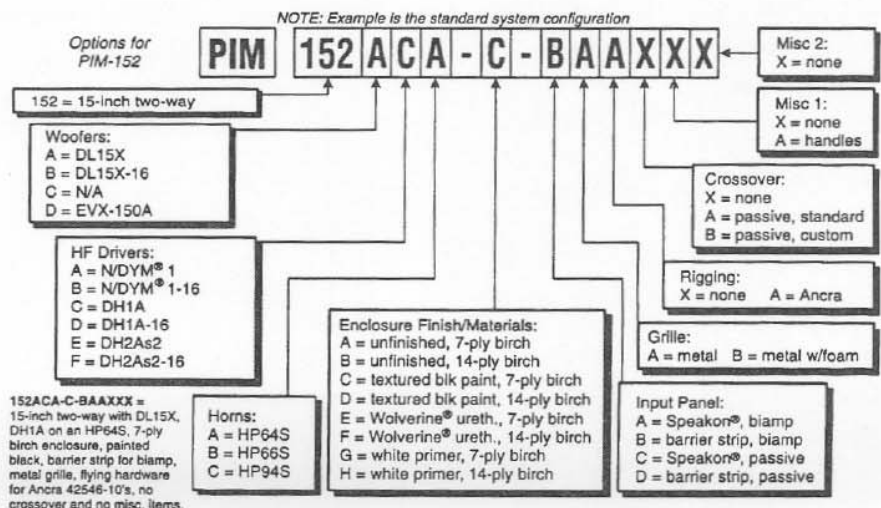 NOTE: Example is the standard system configuration
Options for
PIM-152
PIM 152ACA-C-BAAXXX
Misc 2:
X = none
152 = 15-inch two-way
Misc 1:
X = none
A = handles
Woofers:
A = DL15X
B = DL15X-16
C = N/A
D = EVX-150A
Crossover:
X = none
A = passive, standard
B = passive, custom
HF Drivers:
A = N/DYM® 1
B = N/DYM® 1-16
C = DH1A
D = DH1A-16
E = DH2As2
F = DH2As2-16
Rigging:
X = none A = Ancra
Enclosure Finish/Materials:
A = unfinished, 7-ply birch
B = unfinished, 14-ply birch
C = textured blk paint, 7-ply birch
D = textured blk paint, 14-ply birch
E = Wolverine® ureth., 7-ply birch
F = Wolverine® ureth., 14-ply birch
G = white primer, 7-ply birch
H = white primer, 14-ply birch
Grille:
A = metal B = metal w/foam
152ACA-C-BAAXXX =
15-inch two-way with DL15X,
DH1A on an HP64S, 7-ply
birch enclosure, painted
black, barrier strip for biamp,
metal grille, flying hardware
for Ancra 42546-10's, no
crossover and no misc. items.
Horns:
A = HP64S
B = HP66S
C = HP94S
Input Panel:
A = Speakon®, biamp
B = barrier strip, biamp
C = Speakon®, passive
D = barrier strip, passive